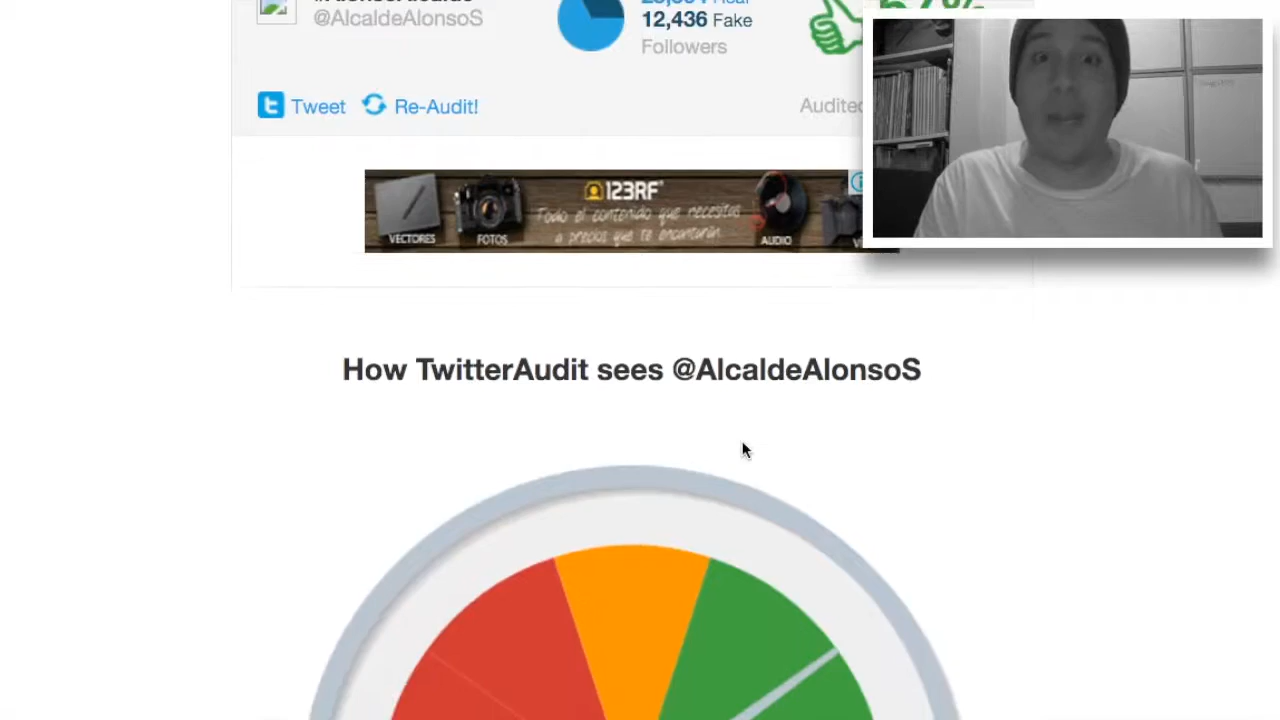 @AlcaldeAlonsoS
12,436 Fake
Followers
Tweet
Re-Audit!
Audited
123RF
Todo el contenido que necesitas
a precios que te encantarán.
VECTORES
FOTOS
AUDIO
How TwitterAudit sees @AlcaldeAlonsoS